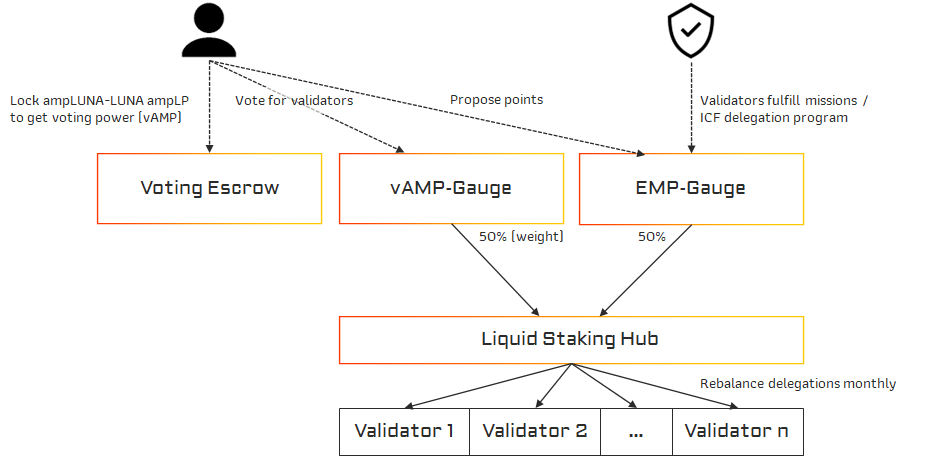 Lock ampLUNA-LUNA ampLP
to get voting power [vAMP]
Vote for validators
Propose points
Validators fulfill missions /
ICF delegation program
Voting Escrow
vAMP-Gauge
EMP-Gauge
50% [weight]
50%
Liquid Staking Hub
Rebalance delegations monthly
Validator 1
Validator 2
...
Validator n